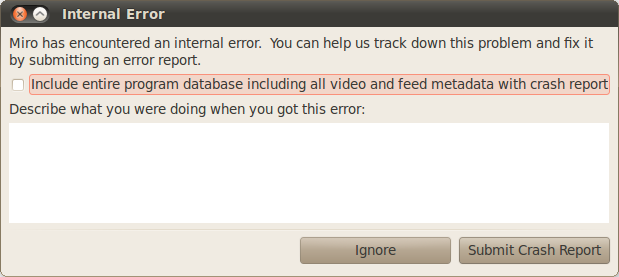 Internal Error
Miro has encountered an internal error.  You can help us track down this problem and fix it
by submitting an error report.
Include entire program database including all video and feed metadata with crash report
Describe what you were doing when you got this error:
Ignore
Submit Crash Report